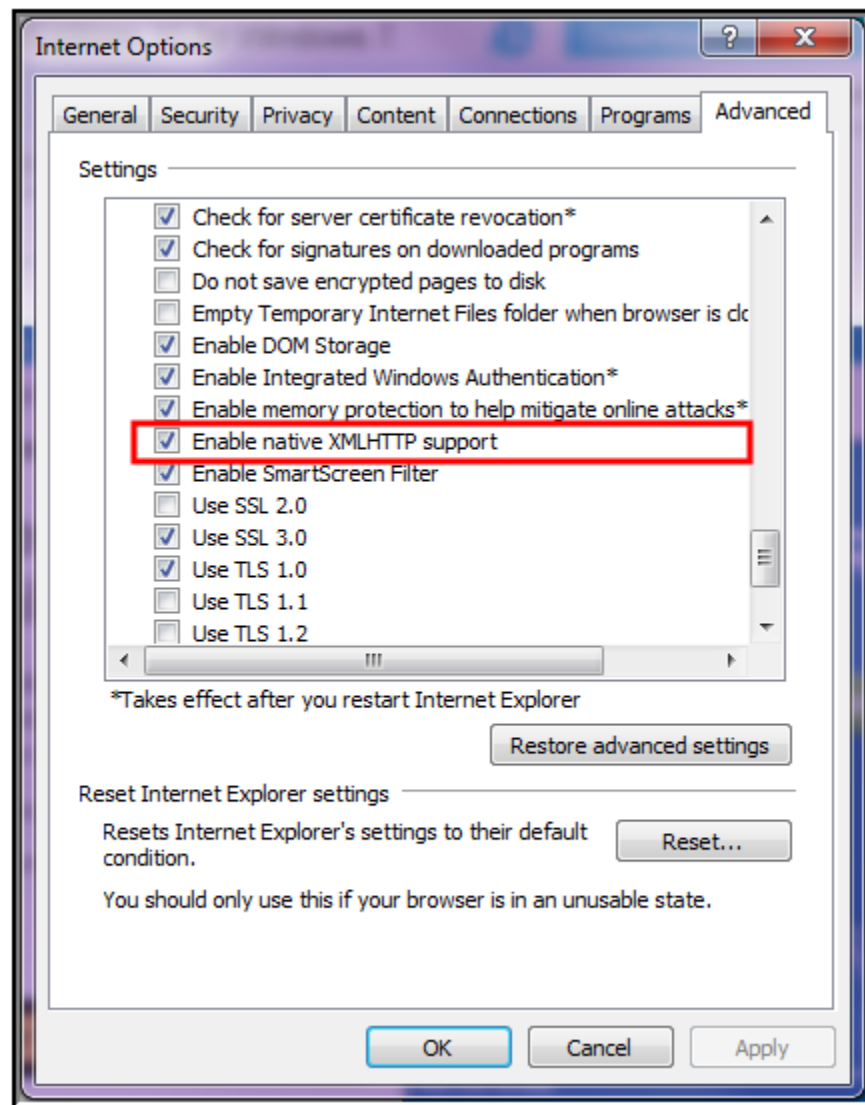 Internet Options
General Security Privacy Content Connections Programs Advanced
Settings
Check for server certificate revocation*
Check for signatures on downloaded programs
Do not save encrypted pages to disk
Empty Temporary Internet Files folder when browser is clo
Enable DOM Storage
Enable Integrated Windows Authentication*
Enable memory protection to help mitigate online attacks*
Enable native XMLHTTP support
Enable SmartScreen Filter
Use SSL 2.0
Use SSL 3.0
Use TLS 1.0
Use TLS 1.1
Use TLS 1.2
*Takes effect after you restart Internet Explorer
Restore advanced settings
Reset Internet Explorer settings
Resets Internet Explorer's settings to their default
condition.
Reset...
You should only use this if your browser is in an unusable state.
OK Cancel Apply